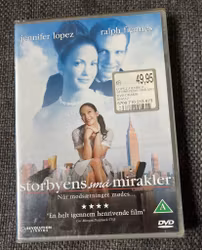 jennifer lopez ralph fiennes
49,95
storbyens små mirakler
Når modsætninger mødes...
★★★★
"En helt igennem henrivende film"
A
DVD